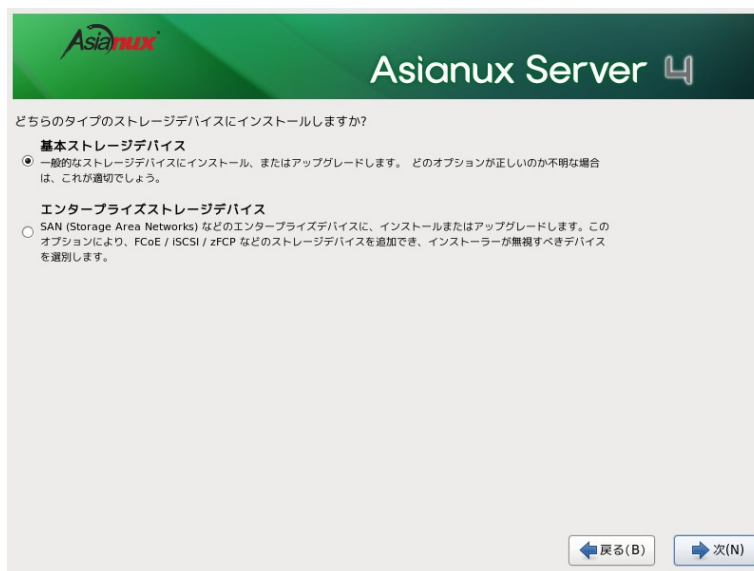 Asianux
Asianux Server 4
どちらのタイプのストレージデバイスにインストールしますか?
基本ストレージデバイス
一般的なストレージデバイスにインストール、またはアップグレードします。 どのオプションが正しいのか不明な場合
は、これが適切でしょう。
エンタープライズストレージデバイス
SAN (Storage Area Networks) などのエンタープライズデバイスに、インストールまたはアップグレードします。この
オプションにより、FCoE / iSCSI / zFCP などのストレージデバイスを追加でき、インストーラーが無視すべきデバイス
を選別します。
戻る(B)
次(N)